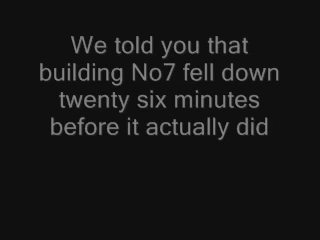 We told you that
building No7 fell down
twenty six minutes
before it actually did